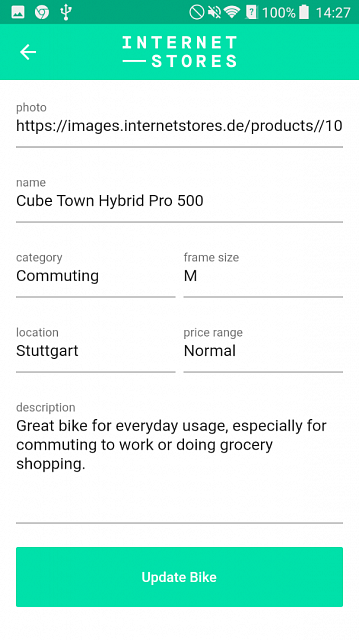 100% 14:27
INTERNET
STORES
photo
https://images.internetstores.de/products//10
name
Cube Town Hybrid Pro 500
category frame size
Commuting M
location price range
Stuttgart Normal
description
Great bike for everyday usage, especially for
commuting to work or doing grocery
shopping.
Update Bike